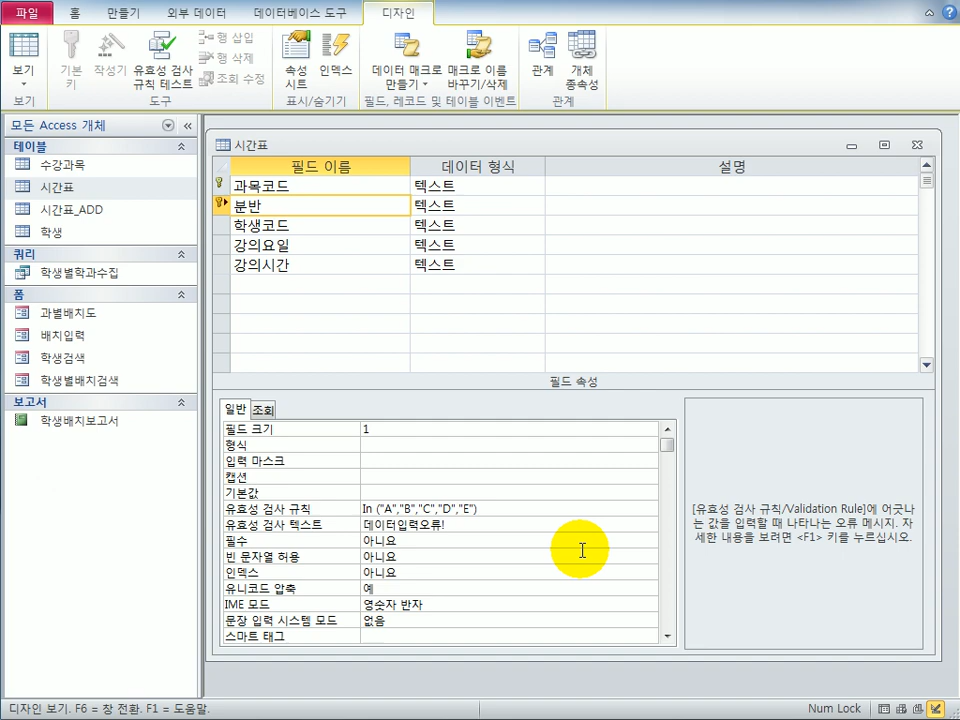 파일 홈 만들기 외부 데이터 데이터베이스 도구 디자인
보기
기본 키
작성기
유효성 검사 규칙 테스트
행 삽입
행 삭제
조회 수정
속성 시트
인덱스
데이터 매크로 만들기
매크로 이름 바꾸기/삭제
관계
개체 종속성
보기 도구 표시/숨기기 필드, 레코드 및 테이블 이벤트 관계
모든 Access 개체
테이블
수강과목
시간표
시간표_ADD
학생
쿼리
학생별학과수집
폼
과별배치도
배치입력
학생검색
학생별배치검색
보고서
학생배치보고서
시간표
필드 이름 데이터 형식 설명
과목코드 텍스트
분반 텍스트
학생코드 텍스트
강의요일 텍스트
강의시간 텍스트
필드 속성
일반 조회
필드 크기 1
형식
입력 마스크
캡션
기본값
유효성 검사 규칙 In ("A","B","C","D","E")
유효성 검사 텍스트 데이터입력오류!
필수 아니요
빈 문자열 허용 아니요
인덱스 아니요
유니코드 압축 예
IME 모드 영숫자 반자
문장 입력 시스템 모드 없음
스마트 태그
[유효성 검사 규칙/Validation Rule]에 어긋나
는 값을 입력할 때 나타나는 오류 메시지. 자
세한 내용을 보려면 <F1> 키를 누르십시오.
디자인 보기. F6 = 창 전환. F1 = 도움말. Num Lock